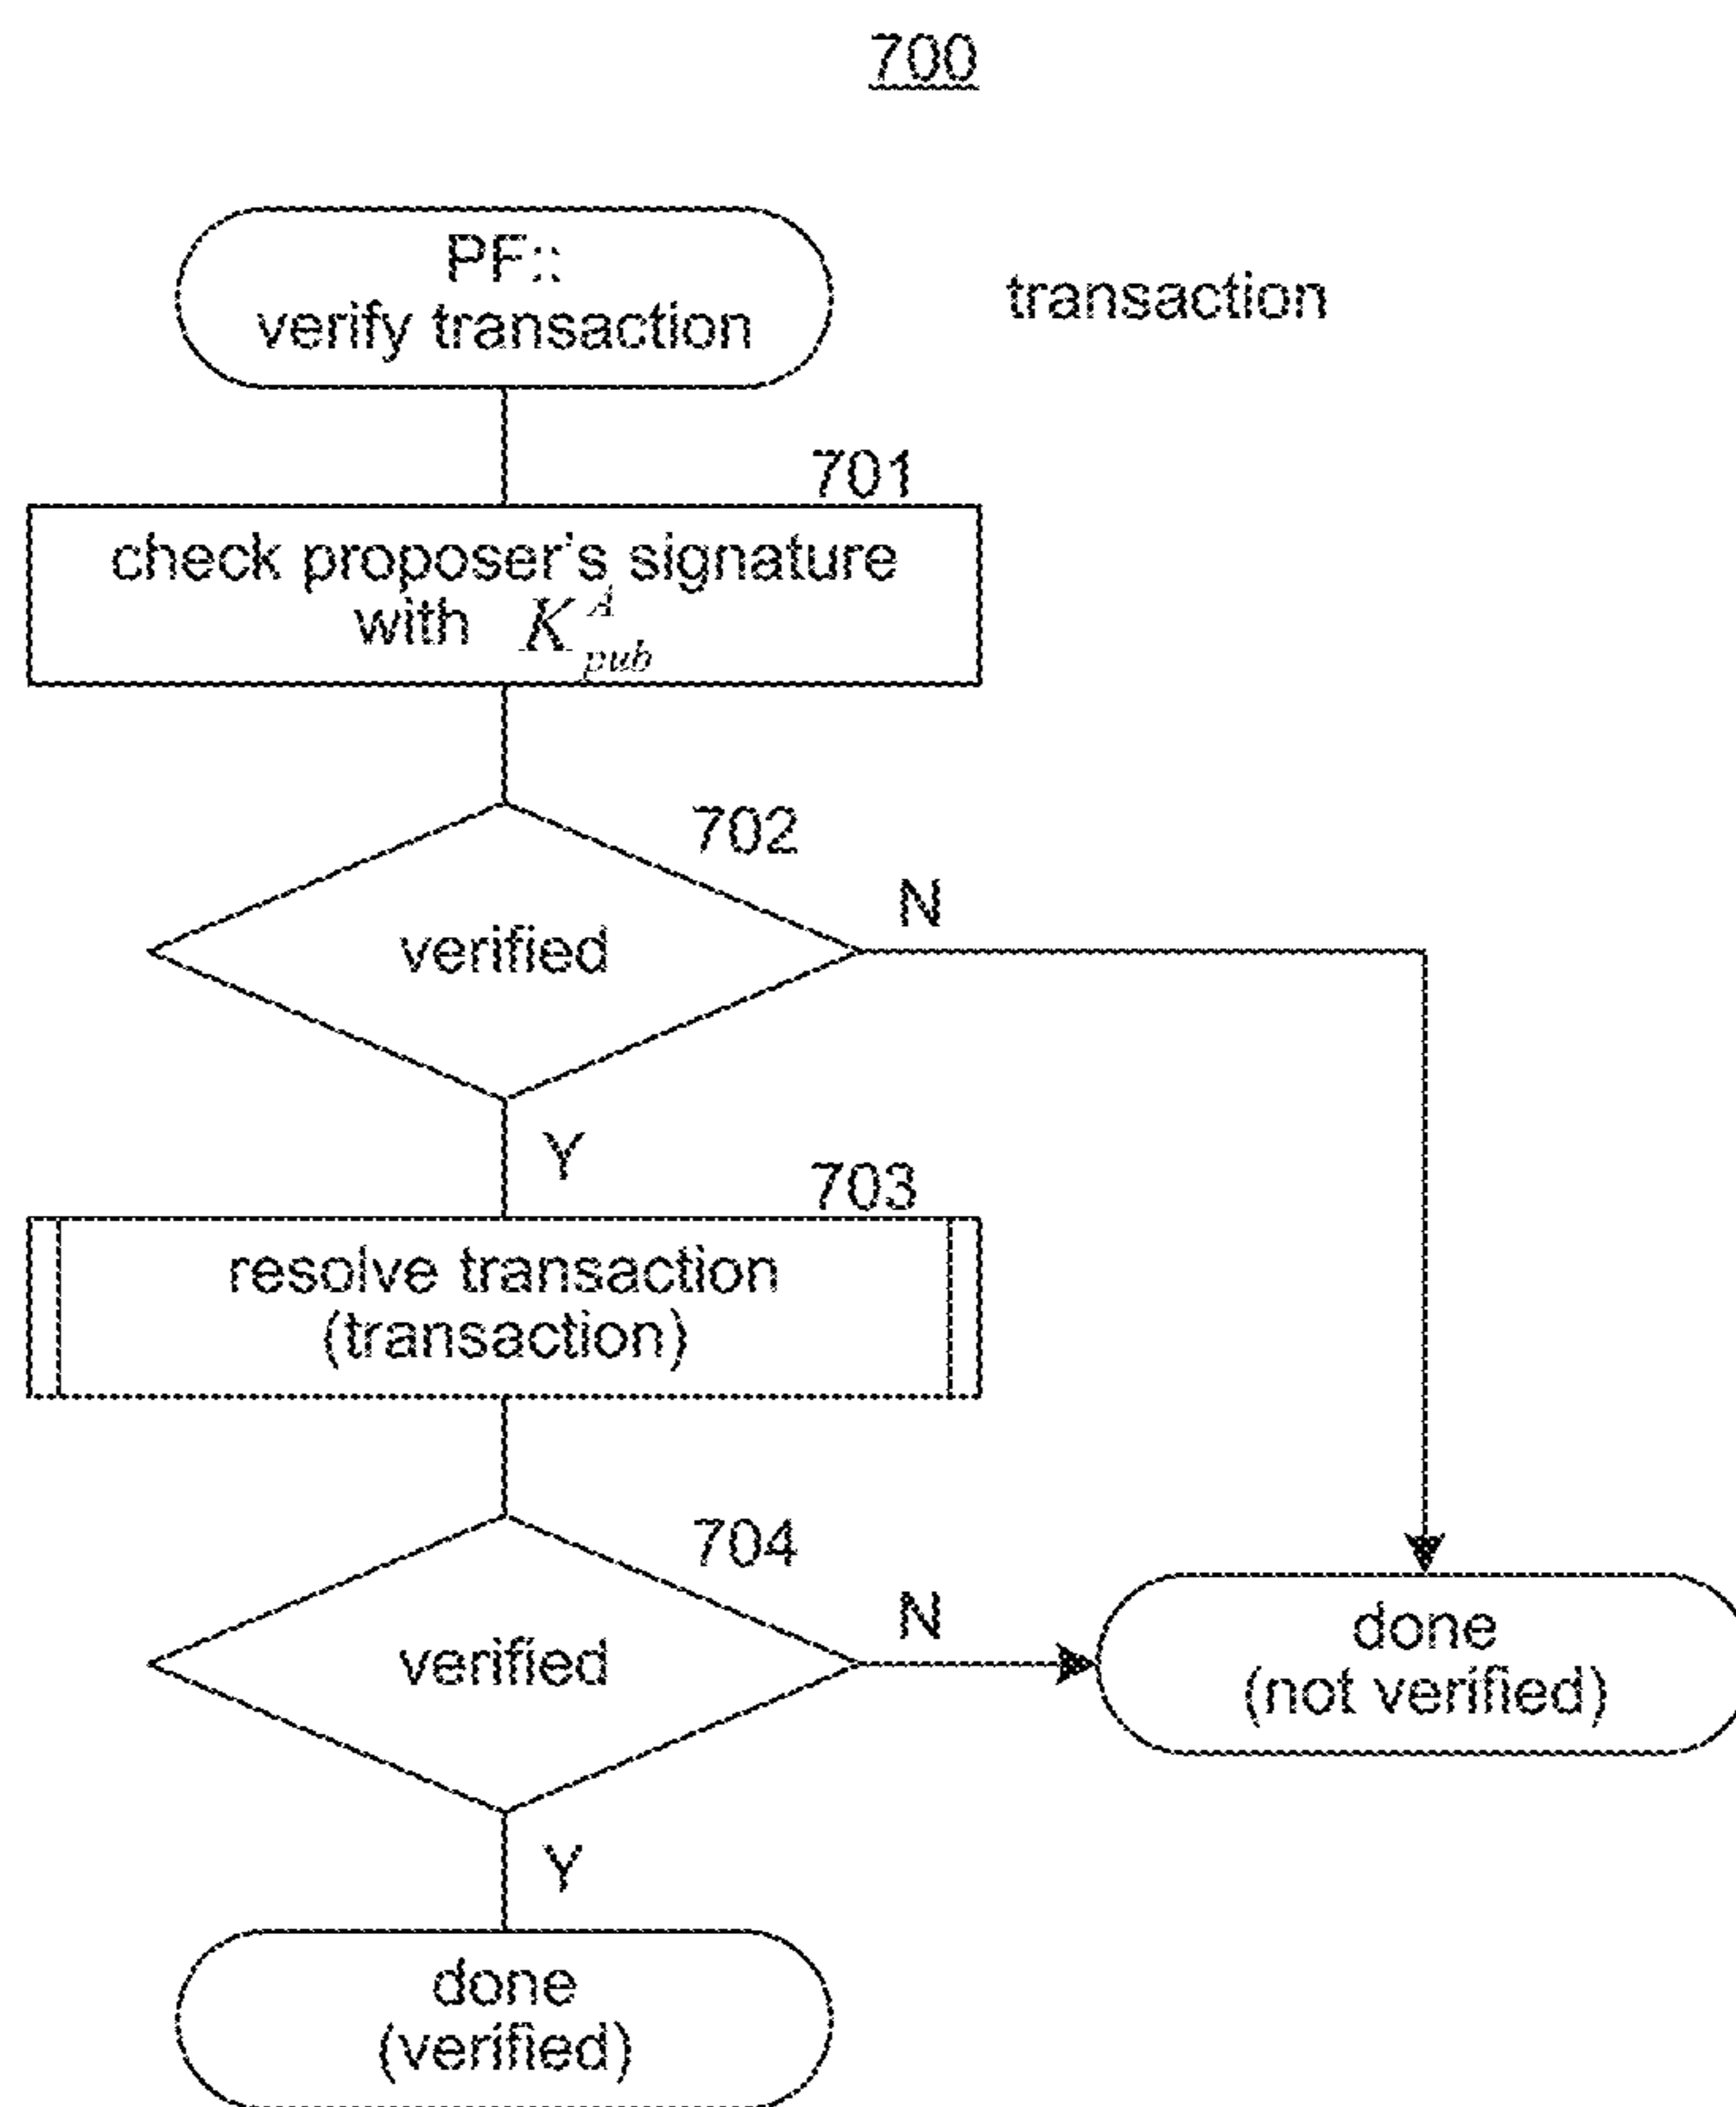 700
PF::
verify transaction
transaction
701
check proposer's signature
with K^A_pub
702
verified
N
Y
703
resolve transaction
(transaction)
704
verified
N
done
(not verified)
Y
done
(verified)